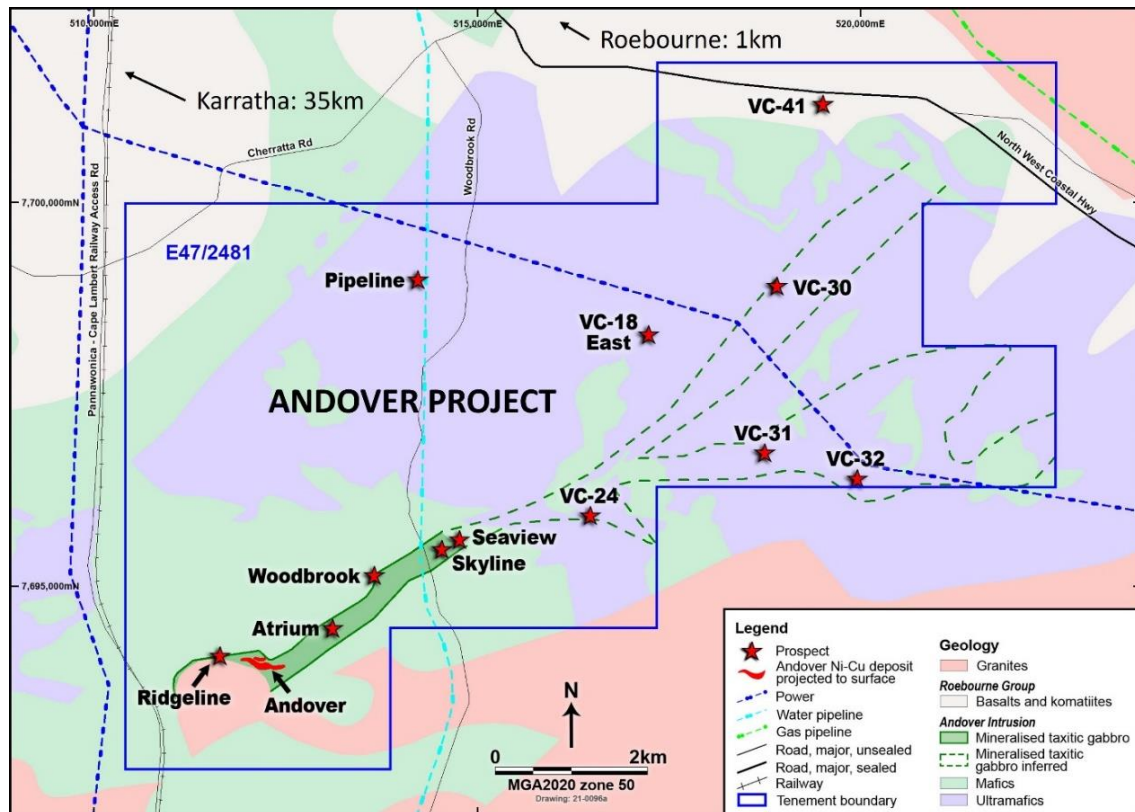 510,000mE
515,000mE
520,000mE
Roebourne: 1km
Karratha: 35km
VC-41
Cherratta Rd
Woodbrook Rd
North West Coastal Hwy
Pannawonica - Cape Lambert Railway Access Rd
7,700,000mN
E47/2481
Pipeline
VC-30
VC-18
East
ANDOVER PROJECT
VC-31
VC-32
VC-24
Seaview
Skyline
Woodbrook
7,695,000mN
Atrium
Ridgeline
Andover
N
0
2km
MGA2020 zone 50
Drawing: 21-0096a
Legend
Prospect
Andover Ni-Cu deposit
projected to surface
Power
Water pipeline
Gas pipeline
Road, major, unsealed
Road, major, sealed
Railway
Tenement boundary
Geology
Granites
Roebourne Group
Basalts and komatiites
Andover Intrusion
Mineralised taxitic gabbro
Mineralised taxitic
gabbro inferred
Mafics
Ultramafics